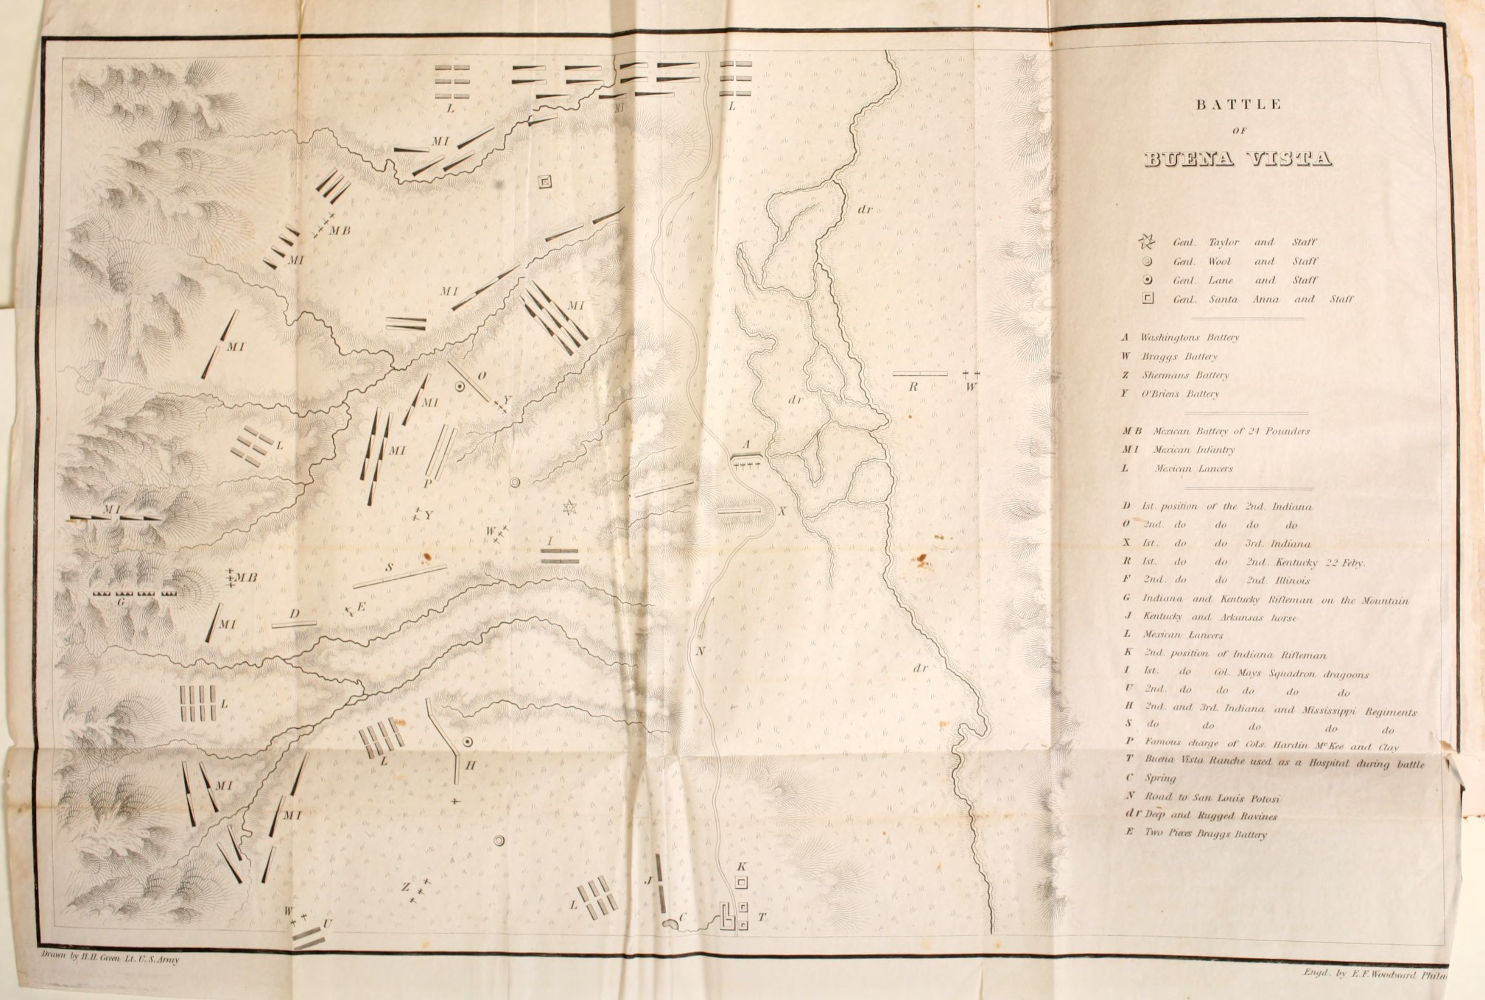 BATTLE
OF
BUENA VISTA
Genl. Taylor and Staff
Genl. Wool and Staff
Genl. Lane and Staff
Genl. Santa Anna and Staff
A Washingtons Battery
W Braggs Battery
Z Shermans Battery
Y O'Briens Battery
MB Mexican Battery of 24 Pounders
MI Mexican Infantry
L Mexican Lancers
D 1st. position of the 2nd. Indiana
O 2nd. do do do do
X 1st. do do 3rd. Indiana
R 1st. do do 2nd. Kentucky 22 Feby.
F 2nd. do do 2nd. Illinois
G Indiana and Kentucky Rifleman on the Mountain
J Kentucky and Arkansas horse
L Mexican Lancers
K 2nd. position of Indiana Rifleman
I 1st. do Col. Mays Squadron dragoons
U 2nd. do do do do do
H 2nd. and 3rd. Indiana and Mississippi Regiments
S do do do do do
P Famous charge of Cols. Hardin McKee and Clay
T Buena Vista Ranche used as a Hospital during battle
C Spring
N Road to San Louis Potosi
dr Deep and Rugged Ravines
E Two Pieces Braggs Battery
L
MI
L
MI
MB
MI
dr
MI
MI
MI
O
R W
Y
dr
MI
L
MI
A
P
MI
Y
W
X
I
S
MB
G
E
D
MI
N
dr
L
L
H
MI
MI
K
J
Z
L
W
U
C
T
Drawn by H.H. Green Lt. U.S. Army
Engd. by E.F. Woodward Phila